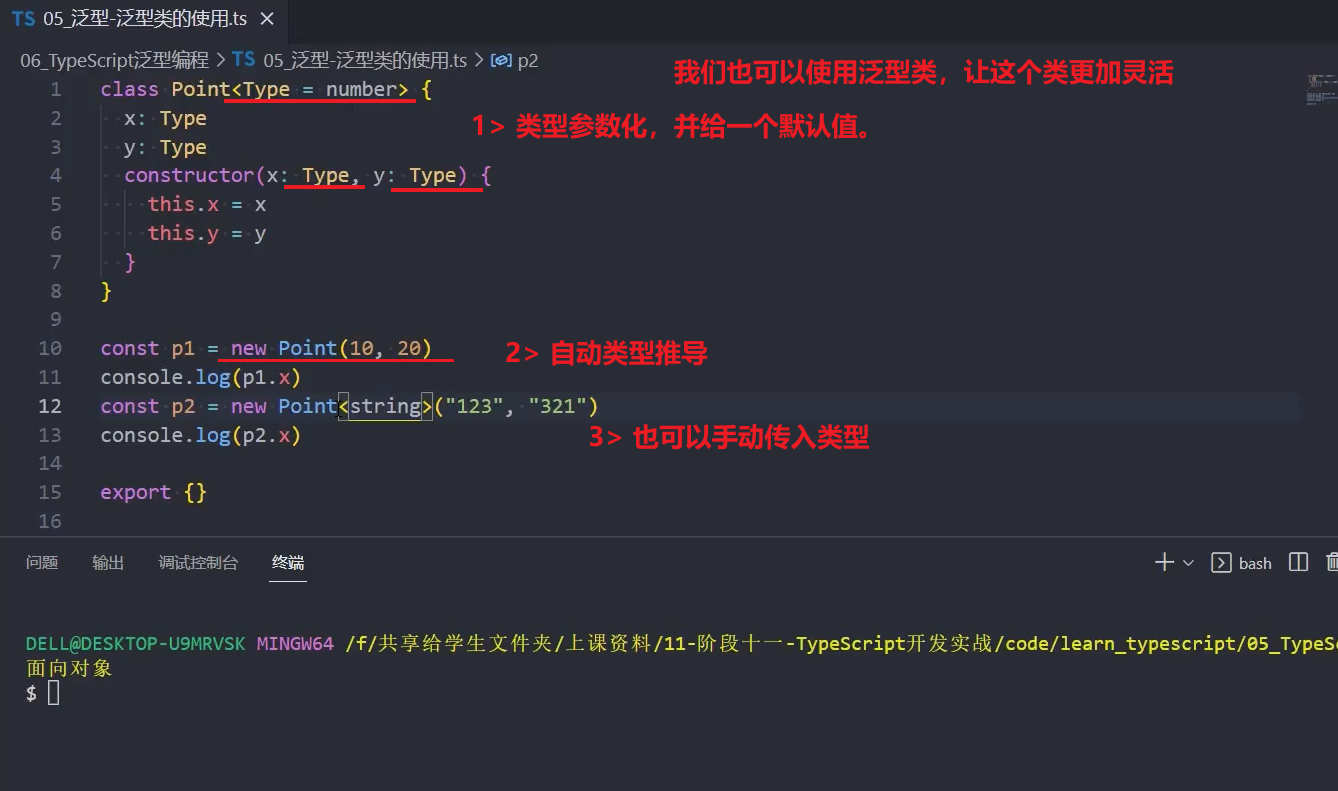 TS 05_泛型-泛型类的使用.ts ×
06_TypeScript泛型编程 > TS 05_泛型-泛型类的使用.ts > p2
我们也可以使用泛型类，让这个类更加灵活
1 class Point<Type = number> {
2 x: Type
1> 类型参数化，并给一个默认值。
3 y: Type
4 constructor(x: Type, y: Type) {
5 this.x = x
6 this.y = y
7 }
8 }
9
10 const p1 = new Point(10, 20)
2> 自动类型推导
11 console.log(p1.x)
12 const p2 = new Point<string>("123", "321")
13 console.log(p2.x)
3> 也可以手动传入类型
14
15 export {}
16
问题 输出 调试控制台 终端 bash
DELL@DESKTOP-U9MRVSK MINGW64 /f/共享给学生文件夹/上课资料/11-阶段十一-TypeScript开发实战/code/learn_typescript/05_TypeSc
面向对象
$